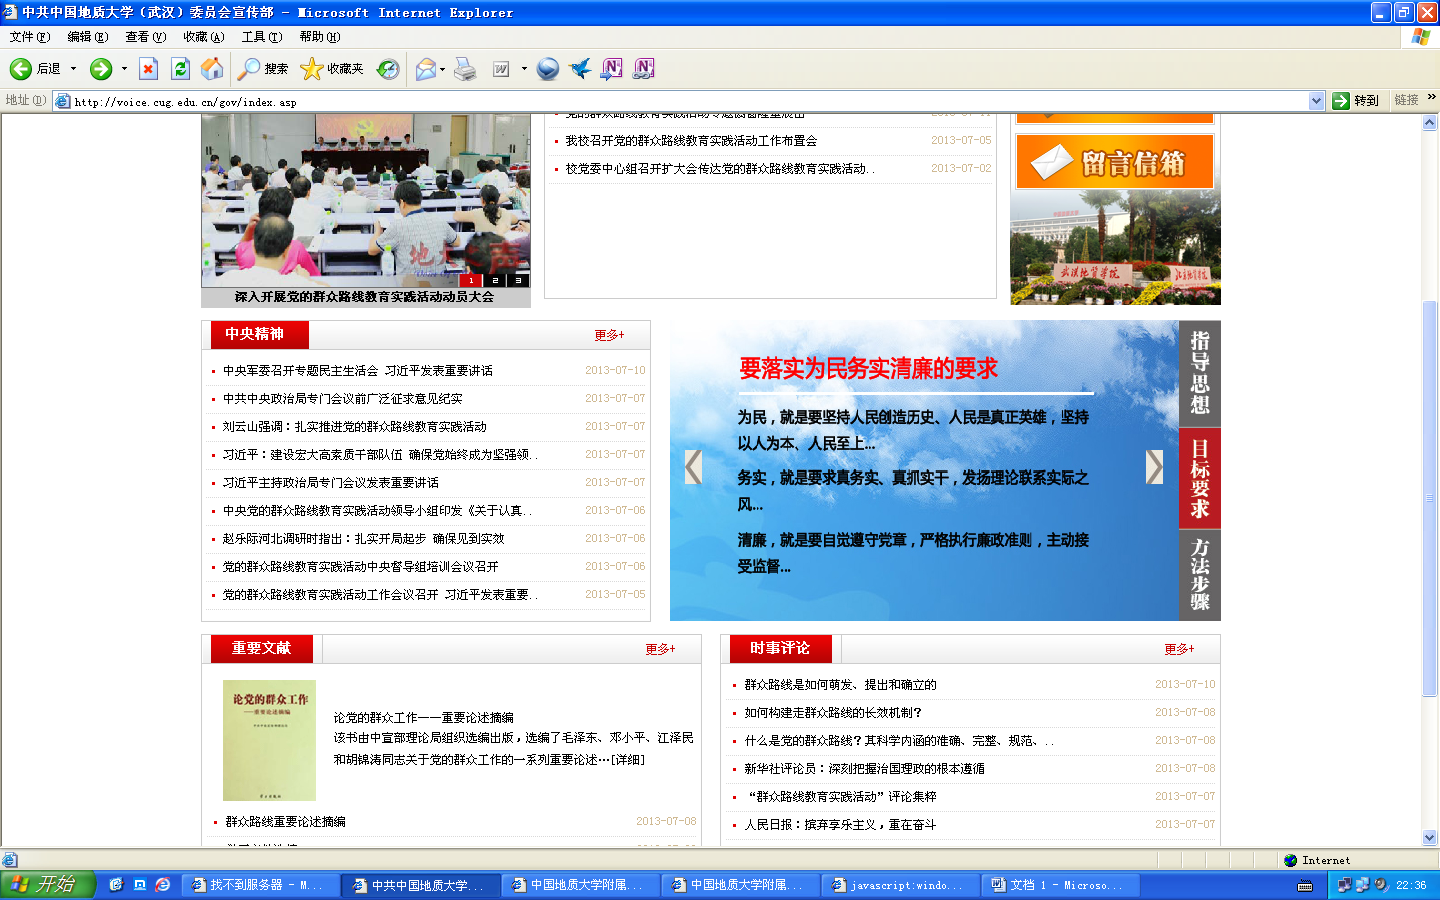 中共中国地质大学（武汉）委员会宣传部 - Microsoft Internet Explorer
文件(F) 编辑(E) 查看(V) 收藏(A) 工具(T) 帮助(H)
后退 搜索 收藏夹
地址(D) http://voice.cug.edu.cn/gov/index.asp 转到 链接 »
我校召开党的群众路线教育实践活动工作布置会 2013-07-05
校党委中心组召开扩大会传达党的群众路线教育实践活动.. 2013-07-02
留言信箱
1 2 3
深入开展党的群众路线教育实践活动动员大会
中央精神 更多+
中央军委召开专题民主生活会 习近平发表重要讲话 2013-07-10
中共中央政治局专门会议前广泛征求意见纪实 2013-07-07
刘云山强调：扎实推进党的群众路线教育实践活动 2013-07-07
习近平：建设宏大高素质干部队伍 确保党始终成为坚强领.. 2013-07-07
习近平主持政治局专门会议发表重要讲话 2013-07-07
中央党的群众路线教育实践活动领导小组印发《关于认真.. 2013-07-06
赵乐际河北调研时指出：扎实开局起步 确保见到实效 2013-07-06
党的群众路线教育实践活动中央督导组培训会议召开 2013-07-06
党的群众路线教育实践活动工作会议召开 习近平发表重要.. 2013-07-05
要落实为民务实清廉的要求
为民，就是要坚持人民创造历史、人民是真正英雄，坚持
以人为本、人民至上...
务实，就是要求真务实、真抓实干，发扬理论联系实际之
风...
清廉，就是要自觉遵守党章，严格执行廉政准则，主动接
受监督...
指导思想
目标要求
方法步骤
重要文献 更多+
论党的群众工作
论党的群众工作——重要论述摘编
该书由中宣部理论局组织选编出版，选编了毛泽东、邓小平、江泽民
和胡锦涛同志关于党的群众工作的一系列重要论述…[详细]
群众路线重要论述摘编 2013-07-08
时事评论 更多+
群众路线是如何萌发、提出和确立的 2013-07-10
如何构建走群众路线的长效机制？ 2013-07-08
什么是党的群众路线？其科学内涵的准确、完整、规范、.. 2013-07-08
新华社评论员：深刻把握治国理政的根本遵循 2013-07-08
“群众路线教育实践活动”评论集粹 2013-07-07
人民日报：摈弃享乐主义，重在奋斗 2013-07-07
Internet
开始 找不到服务器 - M... 中共中国地质大学... 中国地质大学附属... 中国地质大学附属... javascript:windo... 文档 1 - Microso... 22:36